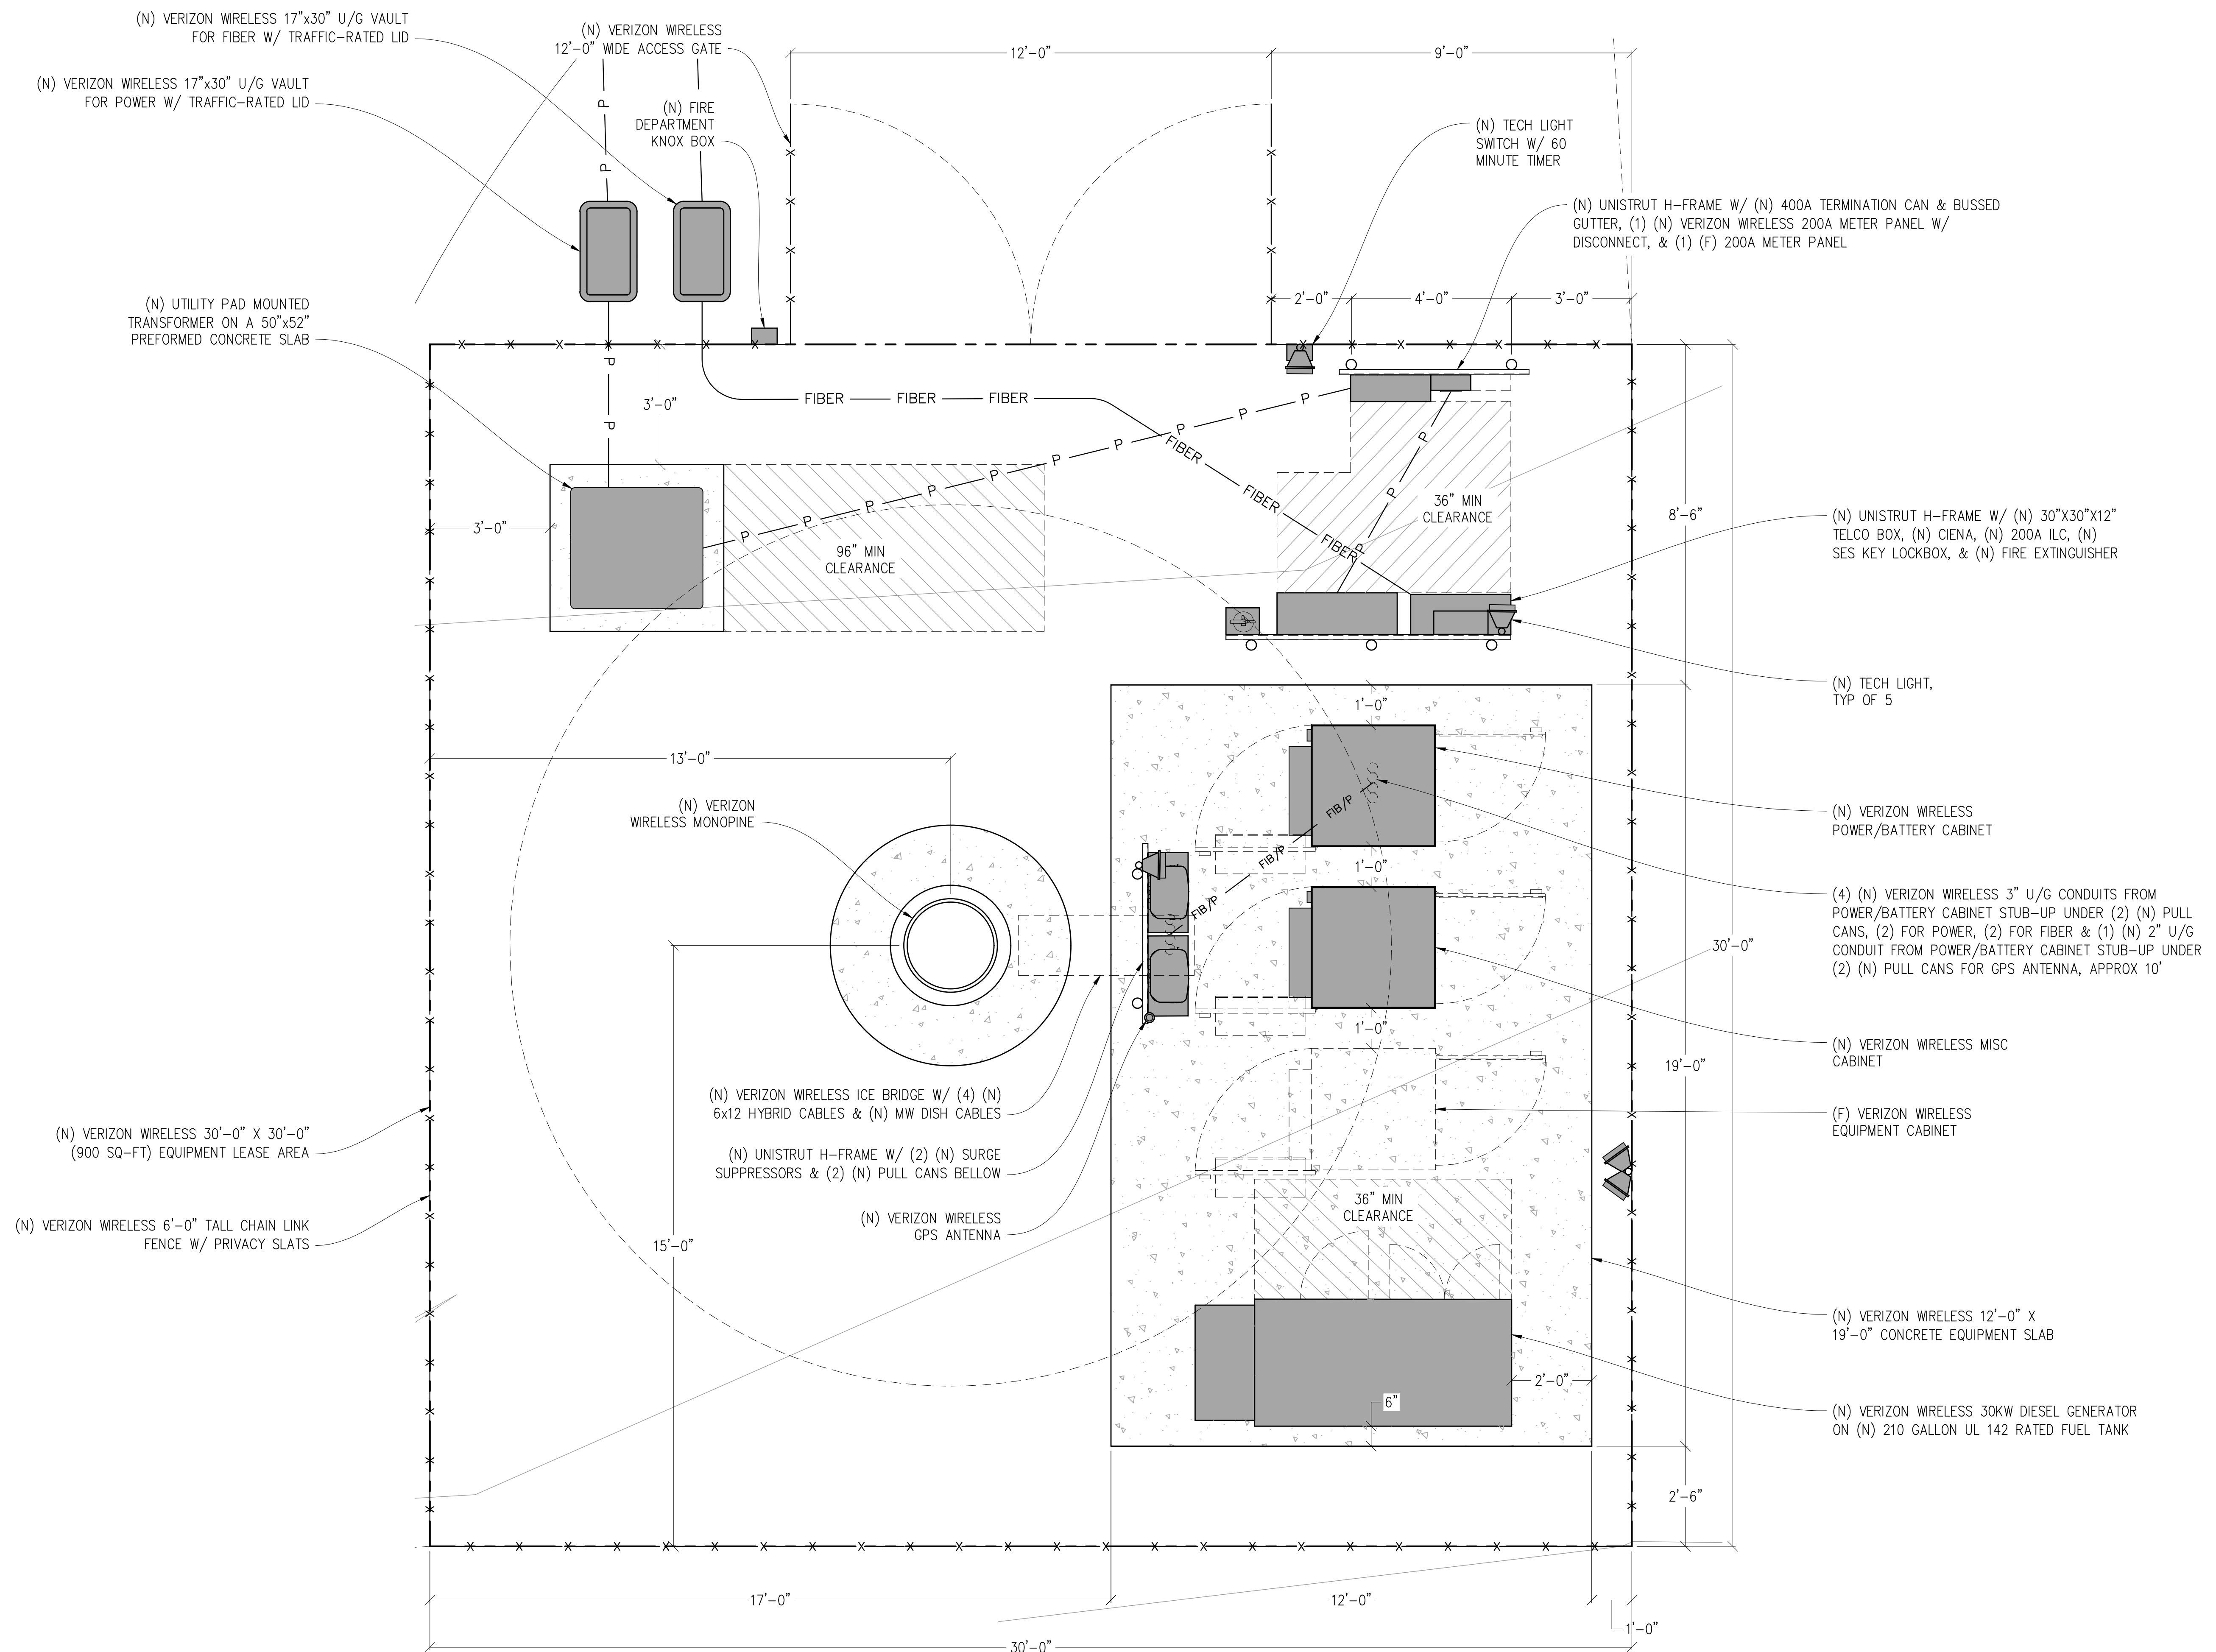 (N) VERIZON WIRELESS 17"x30" U/G VAULT
FOR FIBER W/ TRAFFIC-RATED LID
(N) VERIZON WIRELESS
12'-0" WIDE ACCESS GATE
12'-0"
9'-0"
(N) VERIZON WIRELESS 17"x30" U/G VAULT
FOR POWER W/ TRAFFIC-RATED LID
(N) FIRE
DEPARTMENT
KNOX BOX
P
P
(N) TECH LIGHT
SWITCH W/ 60
MINUTE TIMER
(N) UNISTRUT H-FRAME W/ (N) 400A TERMINATION CAN & BUSSED
GUTTER, (1) (N) VERIZON WIRELESS 200A METER PANEL W/
DISCONNECT, & (1) (F) 200A METER PANEL
(N) UTILITY PAD MOUNTED
TRANSFORMER ON A 50"x52"
PREFORMED CONCRETE SLAB
2'-0"
4'-0"
3'-0"
P
P
3'-0"
FIBER
FIBER
FIBER
P
P
P
P
P
P
P
P
P
P
FIBER
FIBER
FIBER
P
P
P
3'-0"
96" MIN
CLEARANCE
36" MIN
CLEARANCE
8'-6"
(N) UNISTRUT H-FRAME W/ (N) 30"X30"X12"
TELCO BOX, (N) CIENA, (N) 200A ILC, (N)
SES KEY LOCKBOX, & (N) FIRE EXTINGUISHER
(N) TECH LIGHT,
TYP OF 5
1'-0"
13'-0"
(N) VERIZON
WIRELESS MONOPINE
FIB/P
FIB/P
FIB/P
(N) VERIZON WIRELESS
POWER/BATTERY CABINET
1'-0"
(4) (N) VERIZON WIRELESS 3" U/G CONDUITS FROM
POWER/BATTERY CABINET STUB-UP UNDER (2) (N) PULL
CANS, (2) FOR POWER, (2) FOR FIBER & (1) (N) 2" U/G
CONDUIT FROM POWER/BATTERY CABINET STUB-UP UNDER
(2) (N) PULL CANS FOR GPS ANTENNA, APPROX 10'
30'-0"
1'-0"
(N) VERIZON WIRELESS MISC
CABINET
19'-0"
(N) VERIZON WIRELESS ICE BRIDGE W/ (4) (N)
6x12 HYBRID CABLES & (N) MW DISH CABLES
(F) VERIZON WIRELESS
EQUIPMENT CABINET
(N) VERIZON WIRELESS 30'-0" X 30'-0"
(900 SQ-FT) EQUIPMENT LEASE AREA
(N) UNISTRUT H-FRAME W/ (2) (N) SURGE
SUPPRESSORS & (2) (N) PULL CANS BELLOW
36" MIN
CLEARANCE
(N) VERIZON WIRELESS 6'-0" TALL CHAIN LINK
FENCE W/ PRIVACY SLATS
(N) VERIZON WIRELESS
GPS ANTENNA
15'-0"
(N) VERIZON WIRELESS 12'-0" X
19'-0" CONCRETE EQUIPMENT SLAB
2'-0"
6"
(N) VERIZON WIRELESS 30KW DIESEL GENERATOR
ON (N) 210 GALLON UL 142 RATED FUEL TANK
2'-6"
17'-0"
12'-0"
1'-0"
30'-0"